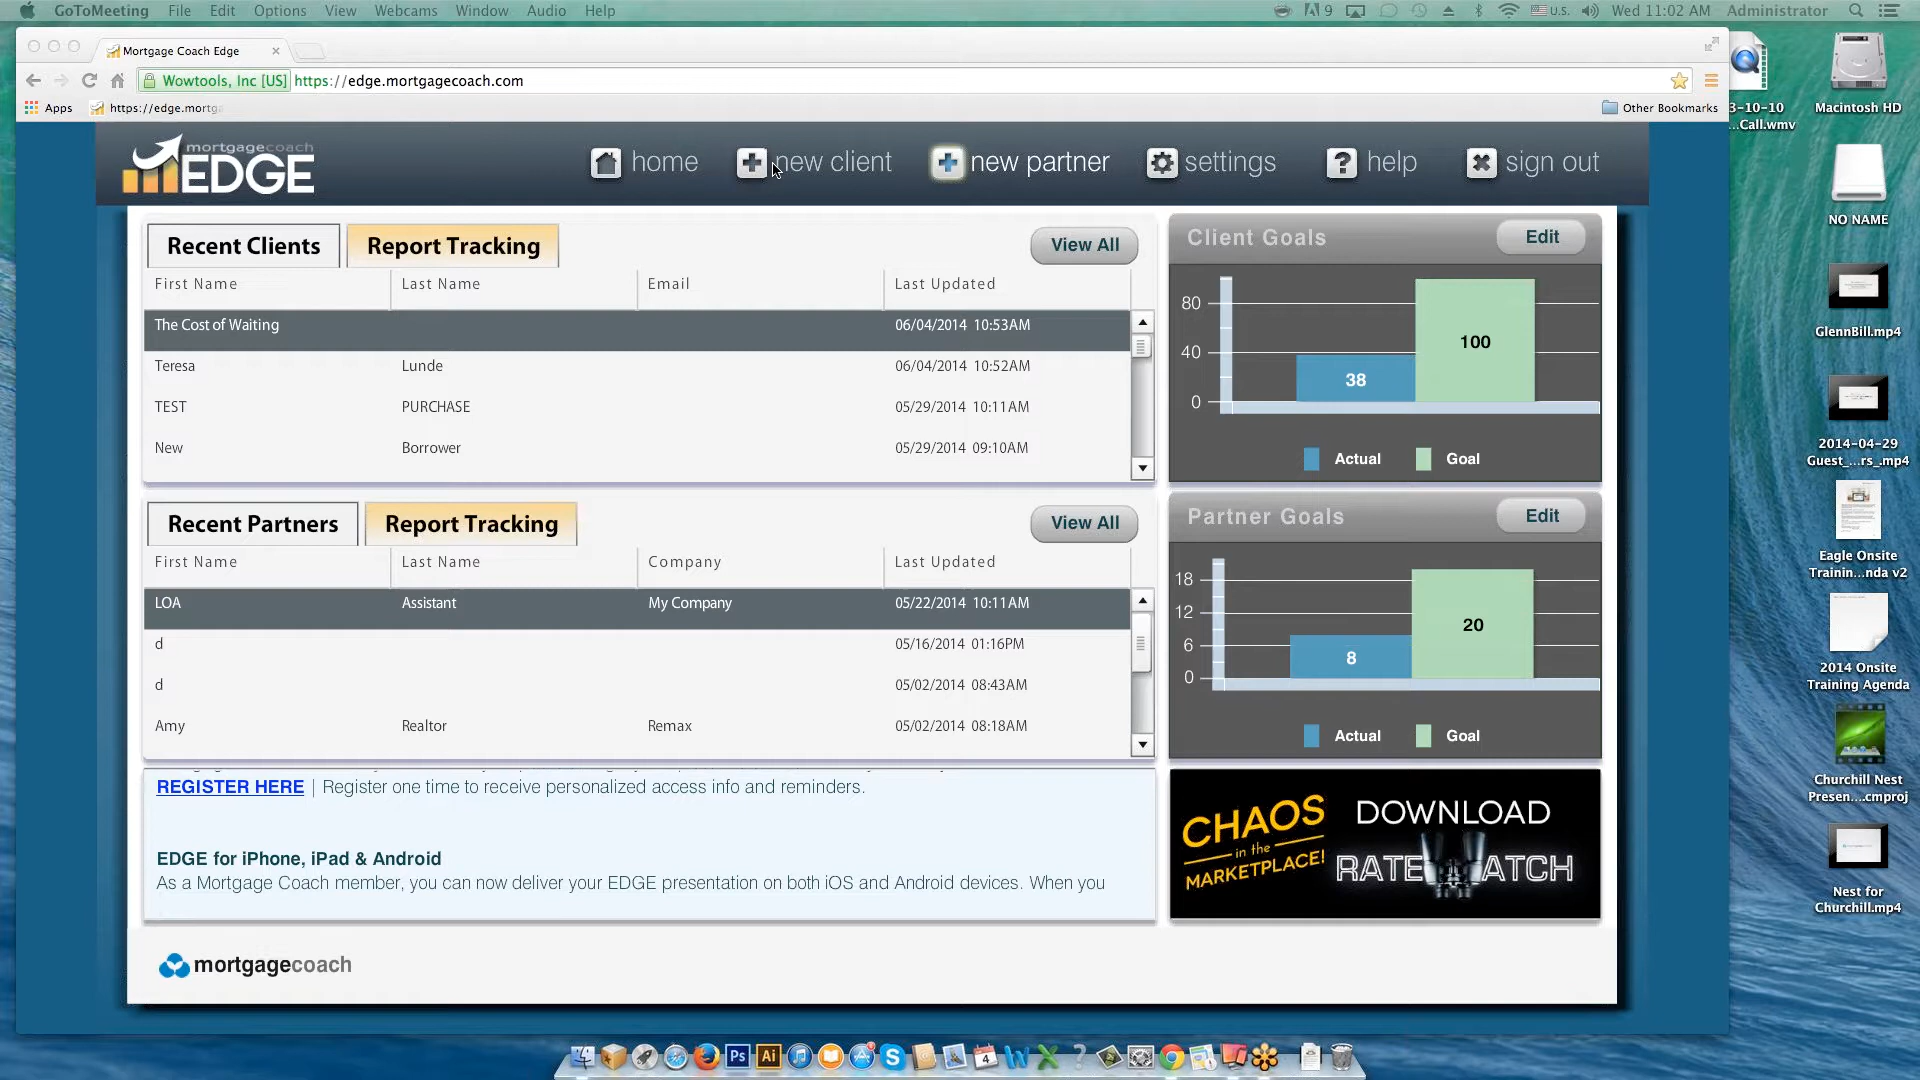 GoToMeeting File Edit Options View Webcams Window Audio Help 9 U.S. Wed 11:02 AM Administrator
Mortgage Coach Edge
Wowtools, Inc [US] https://edge.mortgagecoach.com
Apps https://edge.mortga Other Bookmarks
mortgagecoach
EDGE
home new client new partner settings help sign out
Recent Clients Report Tracking View All
First Name Last Name Email Last Updated
The Cost of Waiting 06/04/2014 10:53AM
Teresa Lunde 06/04/2014 10:52AM
TEST PURCHASE 05/29/2014 10:11AM
New Borrower 05/29/2014 09:10AM
Client Goals Edit
80
40
0
38
100
Actual Goal
Recent Partners Report Tracking View All
First Name Last Name Company Last Updated
LOA Assistant My Company 05/22/2014 10:11AM
d 05/16/2014 01:16PM
d 05/02/2014 08:43AM
Amy Realtor Remax 05/02/2014 08:18AM
Partner Goals Edit
18
12
6
0
8
20
Actual Goal
REGISTER HERE | Register one time to receive personalized access info and reminders.
EDGE for iPhone, iPad & Android
As a Mortgage Coach member, you can now deliver your EDGE presentation on both iOS and Android devices. When you
CHAOS
in the
MARKETPLACE!
DOWNLOAD
RATE WATCH
mortgagecoach
3-10-10
...Call.wmv
Macintosh HD
NO NAME
GlennBill.mp4
2014-04-29
Guest_...rs_.mp4
Eagle Onsite
Trainin...nda v2
2014 Onsite
Training Agenda
Churchill Nest
Presen....cmproj
Nest for
Churchill.mp4
Ps Ai 4